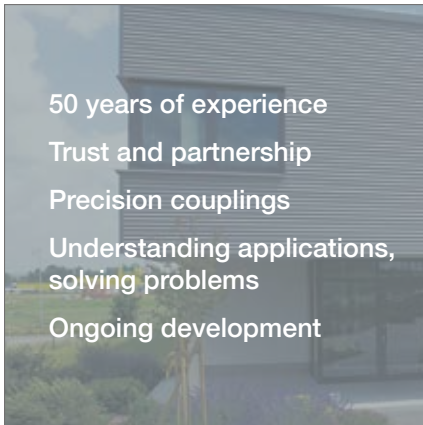 50 years of experience
Trust and partnership
Precision couplings
Understanding applications,
solving problems
Ongoing development